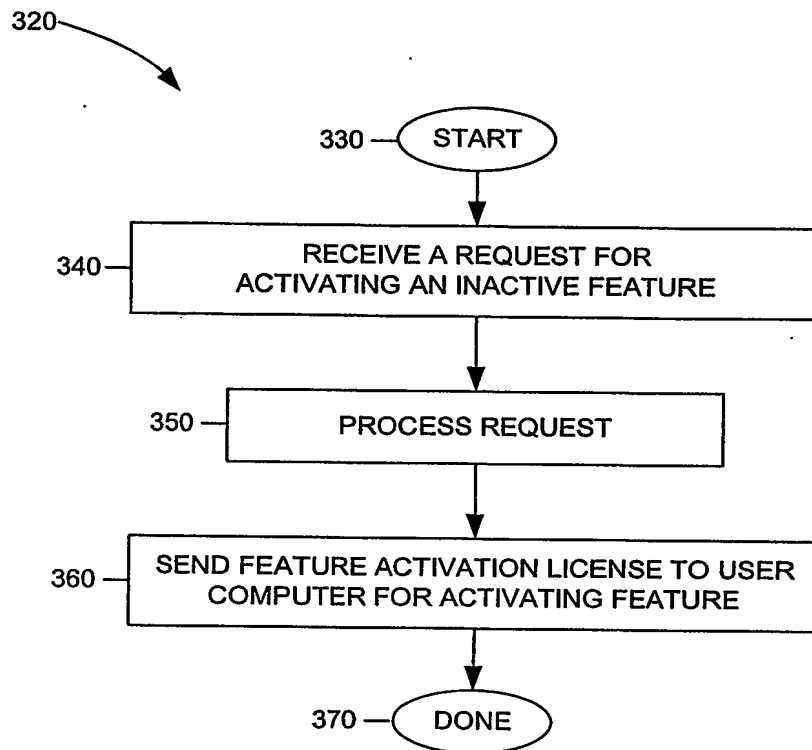 320
330
START
340
RECEIVE A REQUEST FOR
ACTIVATING AN INACTIVE FEATURE
350
PROCESS REQUEST
360
SEND FEATURE ACTIVATION LICENSE TO USER
COMPUTER FOR ACTIVATING FEATURE
370
DONE